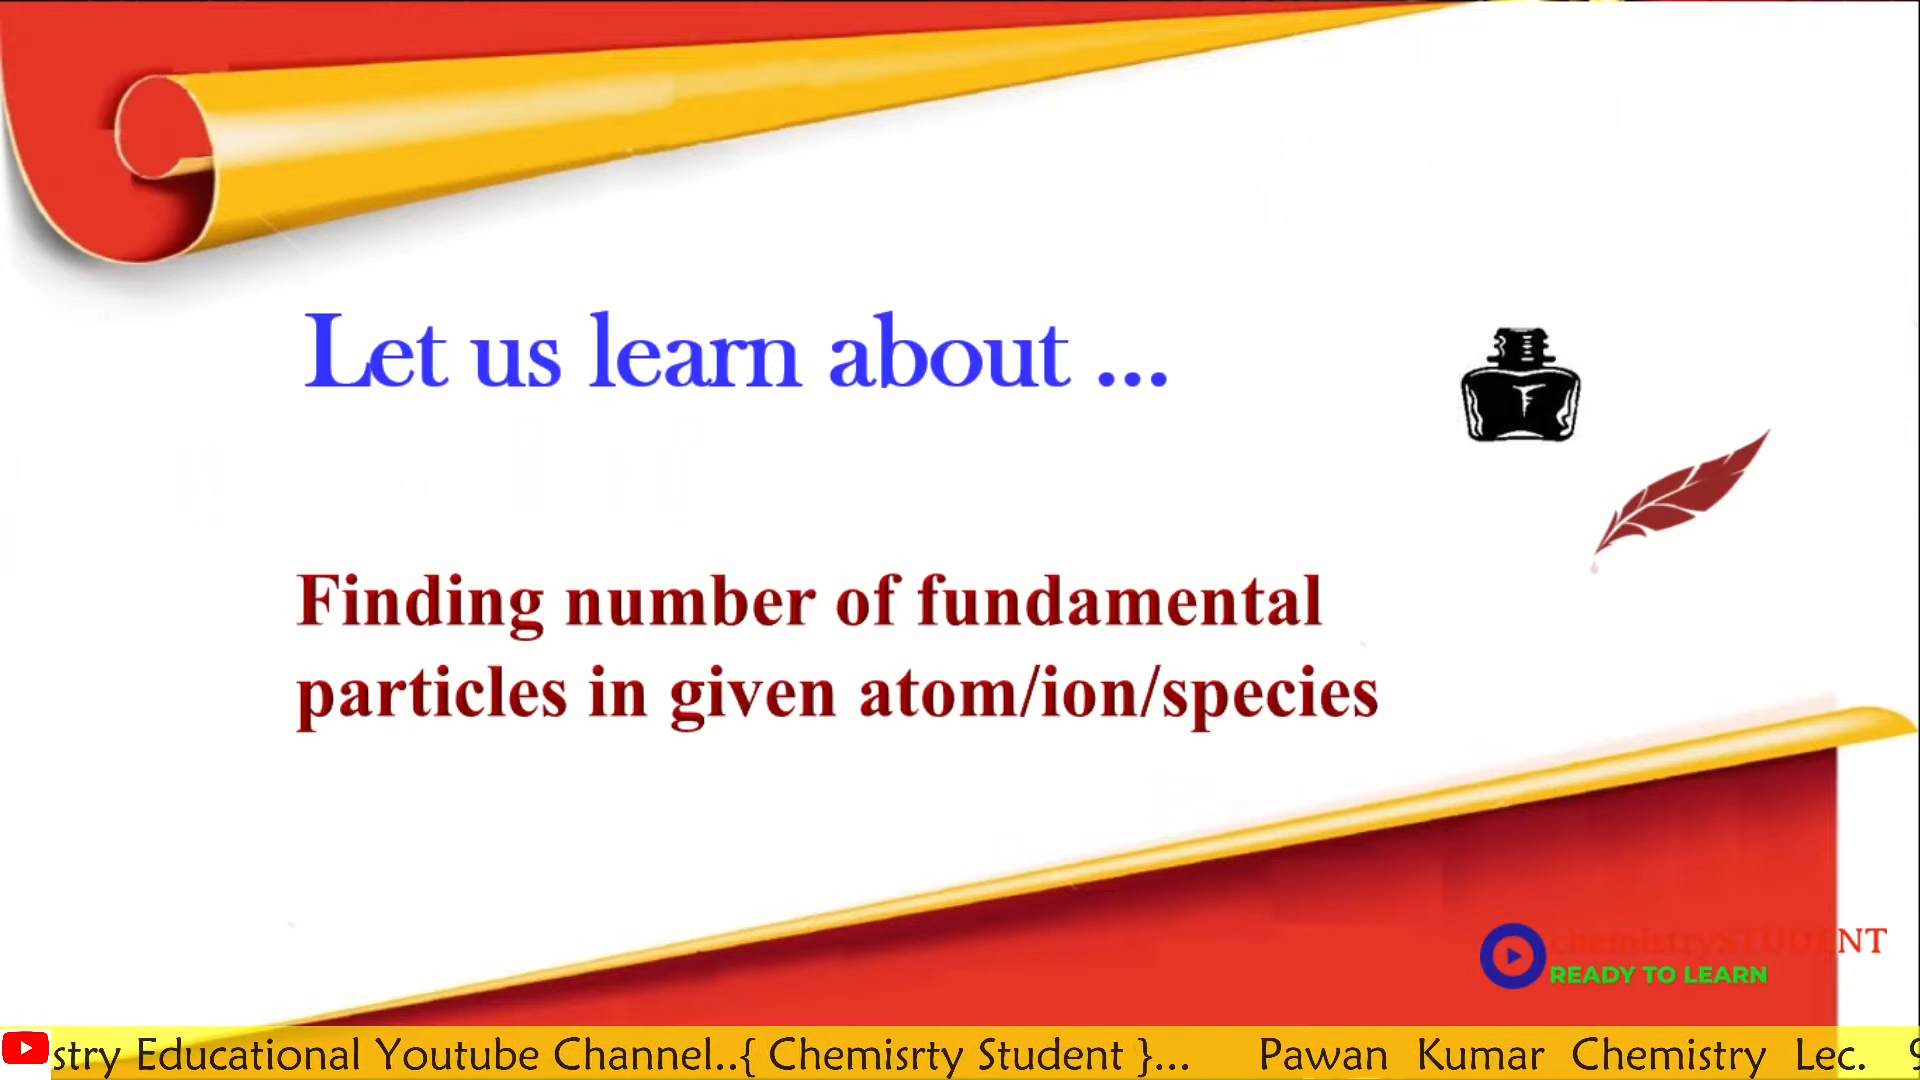 Let us learn about ...
Finding number of fundamental
particles in given atom/ion/species
chemistrySTUDENT
READY TO LEARN
stry Educational Youtube Channel..{ Chemisrty Student }... Pawan Kumar Chemistry Lec.